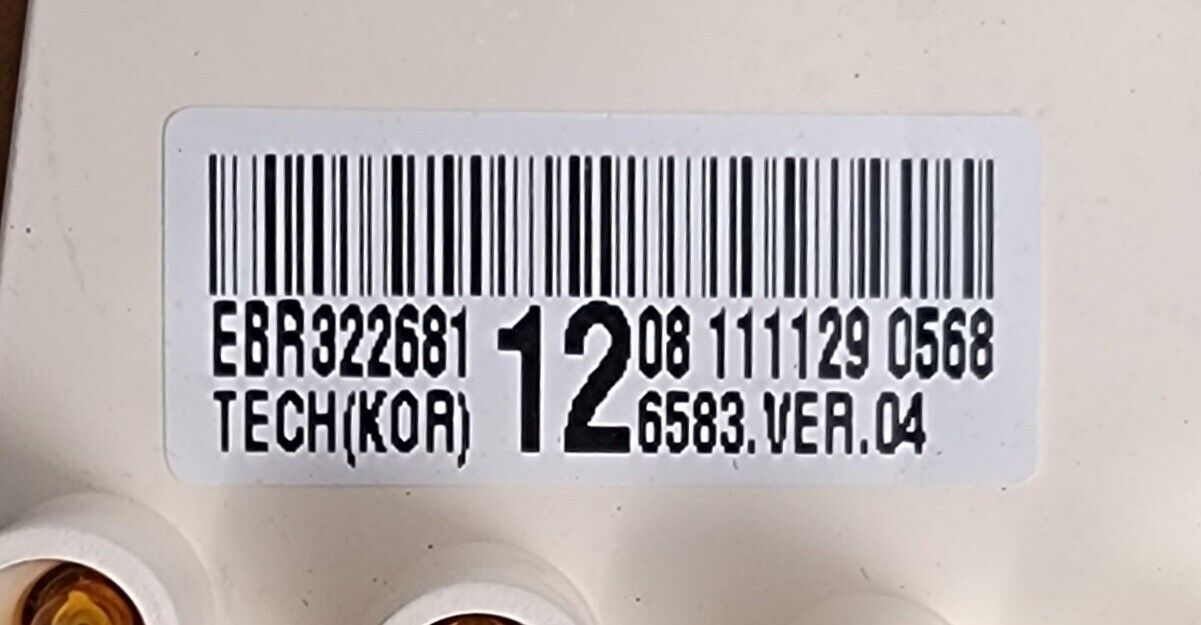 EBR322681 12 08 111129 0568
TECH(KOR) 6583.VER.04